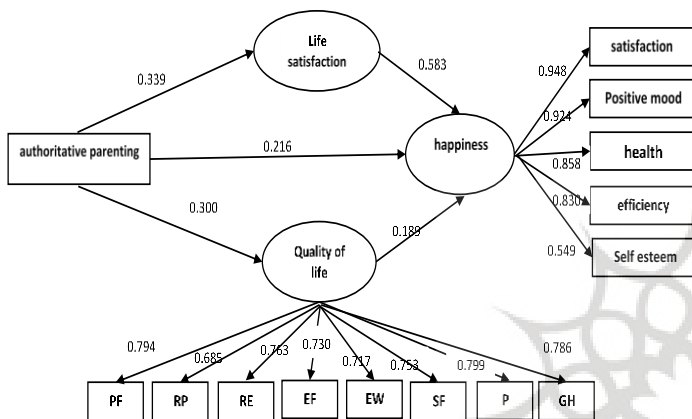 Life
satisfaction
satisfaction
0.339
0.583
0.948
Positive mood
0.924
authoritative parenting
0.216
happiness
health
0.858
0.300
0.189
0.830
efficiency
Quality of
life
0.549
Self esteem
0.794
0.685
0.763
0.730
0.717
0.753
0.799
0.786
PF
RP
RE
EF
EW
SF
P
GH